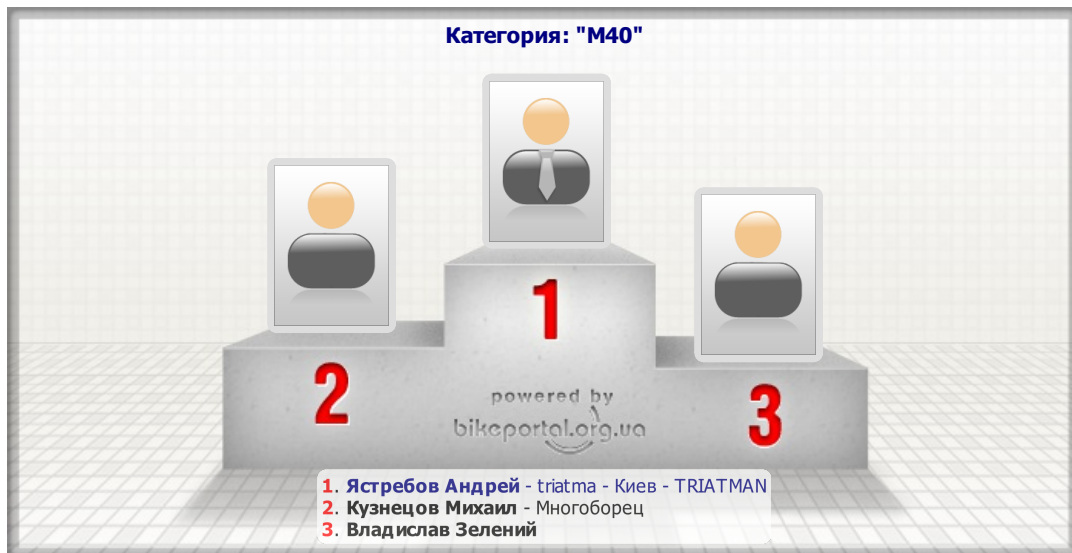 Категория: "M40"
1
2
3
powered by
bikeportal.org.ua
1. Ястребов Андрей - triatma - Киев - TRIATMAN
2. Кузнецов Михаил - Многоборец
3. Владислав Зелений